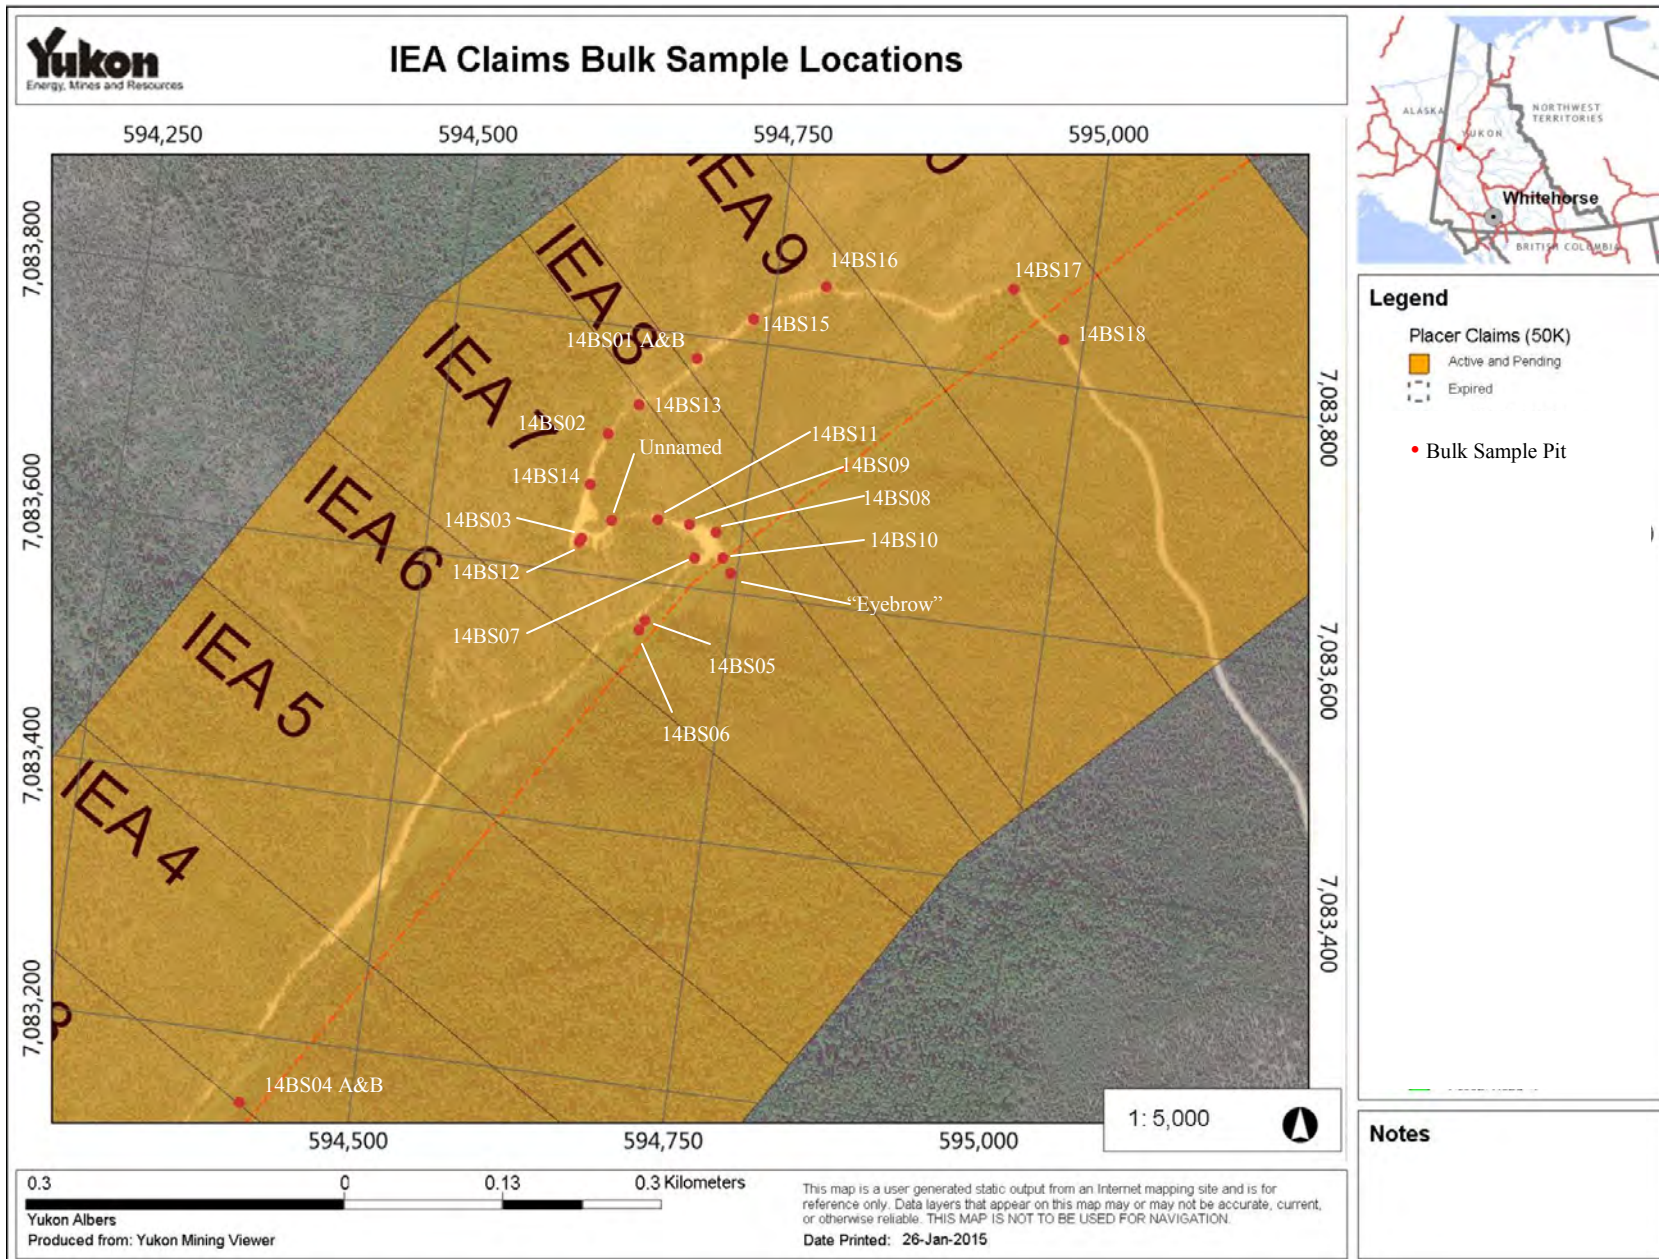 Yukon
Energy, Mines and Resources
IEA Claims Bulk Sample Locations
594,250
594,500
594,750
595,000
7,083,800
7,083,600
7,083,400
7,083,200
7,083,800
7,083,600
7,083,400
594,500
594,750
595,000
IEA 9
IEA 8
IEA 7
IEA 6
IEA 5
IEA 4
14BS16
14BS17
14BS15
14BS18
14BS01 A&B
14BS13
14BS02
14BS11
Unnamed
14BS09
14BS14
14BS08
14BS03
14BS10
14BS12
"Eyebrow"
14BS07
14BS05
14BS06
14BS04 A&B
1: 5,000
ALASKA
YUKON
NORTHWEST
TERRITORIES
Whitehorse
BRITISH COLUMBIA
Legend
Placer Claims (50K)
Active and Pending
Expired
Bulk Sample Pit
Notes
0.3
0
0.13
0.3 Kilometers
Yukon Albers
Produced from: Yukon Mining Viewer
This map is a user generated static output from an Internet mapping site and is for
reference only. Data layers that appear on this map may or may not be accurate, current,
or otherwise reliable. THIS MAP IS NOT TO BE USED FOR NAVIGATION.
Date Printed: 26-Jan-2015